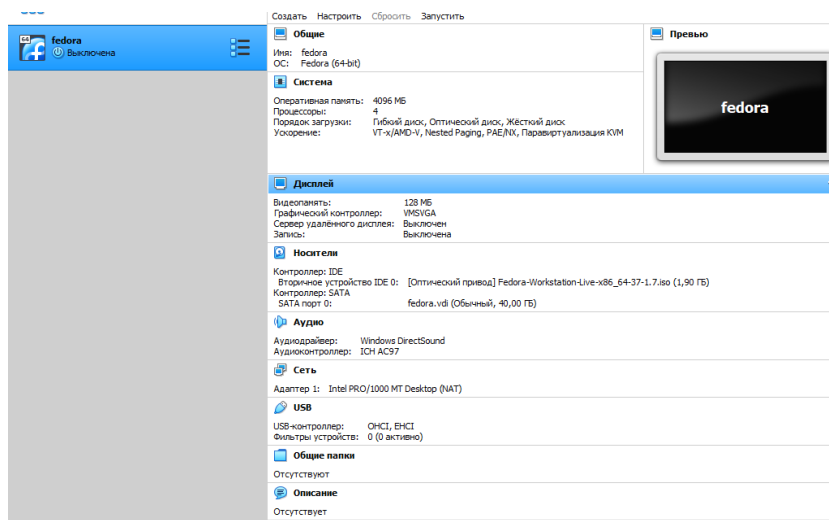 Создать Настроить Сбросить Запустить
64
fedora
Выключена
Общие
Имя: fedora
ОС: Fedora (64-bit)
Превью
fedora
Система
Оперативная память: 4096 МБ
Процессоры: 4
Порядок загрузки: Гибкий диск, Оптический диск, Жёсткий диск
Ускорение: VT-x/AMD-V, Nested Paging, PAE/NX, Паравиртуализация KVM
Дисплей
Видеопамять: 128 МБ
Графический контроллер: VMSVGA
Сервер удалённого дисплея: Выключен
Запись: Выключена
Носители
Контроллер: IDE
Вторичное устройство IDE 0: [Оптический привод] Fedora-Workstation-Live-x86_64-37-1.7.iso (1,90 ГБ)
Контроллер: SATA
SATA порт 0: fedora.vdi (Обычный, 40,00 ГБ)
Аудио
Аудиодрайвер: Windows DirectSound
Аудиоконтроллер: ICH AC97
Сеть
Адаптер 1: Intel PRO/1000 MT Desktop (NAT)
USB
USB-контроллер: OHCI, EHCI
Фильтры устройств: 0 (0 активно)
Общие папки
Отсутствуют
Описание
Отсутствует